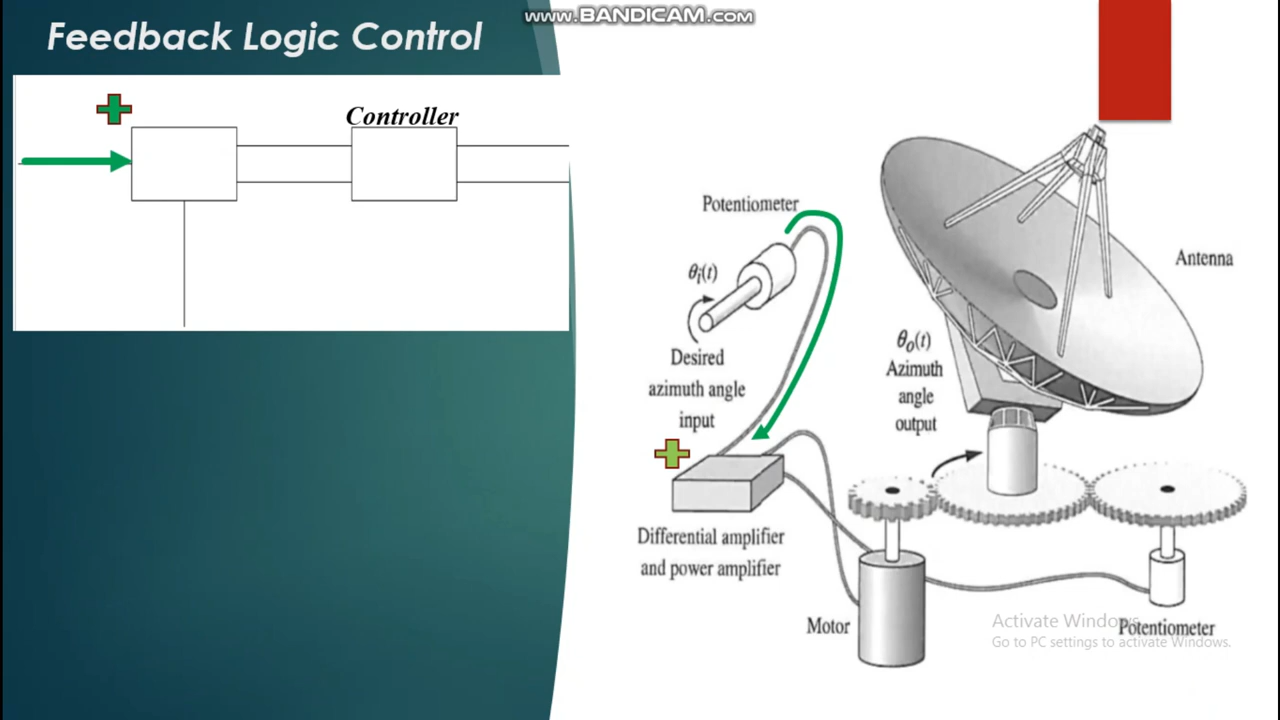 www.BANDICAM.com
Feedback Logic Control
Controller
Potentiometer
θi(t)
Desired
azimuth angle
input
Antenna
θo(t)
Azimuth
angle
output
Differential amplifier
and power amplifier
Motor
Potentiometer
Activate Windows
Go to PC settings to activate Windows.